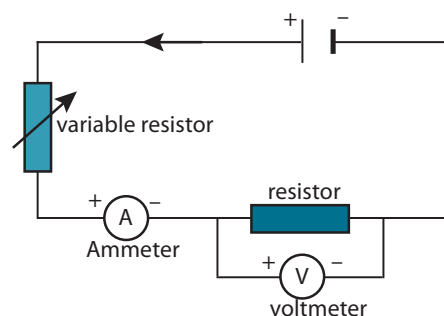 + −
variable resistor
resistor
+ A −
Ammeter
+ V −
voltmeter